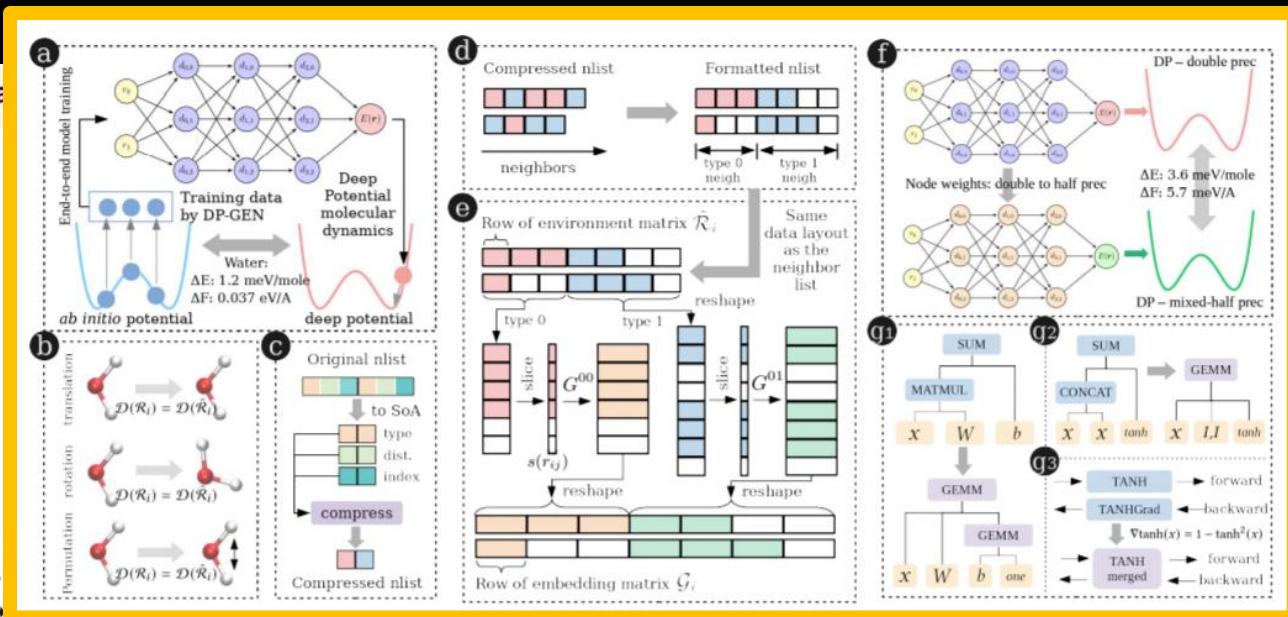 a
End-to-end model training
r₀
r₁
E(r)
Training data
by DP-GEN
Deep
Potential
molecular
dynamics
Water:
ΔE: 1.2 meV/mole
ΔF: 0.037 eV/A
ab initio potential
deep potential
b
translation
𝒟(ℛᵢ) = 𝒟(ℛ̃ᵢ)
rotation
𝒟(ℛᵢ) = 𝒟(ℛ̃ᵢ)
Permutation
𝒟(ℛᵢ) = 𝒟(ℛ̃ᵢ)
c
Original nlist
to SoA
type
dist.
index
compress
Compressed nlist
d
Compressed nlist
Formatted nlist
neighbors
type 0
neigh
type 1
neigh
e
Row of environment matrix ℛ̃ᵢ
Same
data layout
as the
neighbor
list
reshape
type 0
type 1
slice
G⁰⁰
slice
G⁰¹
s(rᵢⱼ)
reshape
reshape
Row of embedding matrix 𝒢ᵢ
f
DP – double prec
E(r)
Node weights: double to half prec
ΔE: 3.6 meV/mole
ΔF: 5.7 meV/A
E(r)
DP – mixed-half prec
g1
SUM
MATMUL
x W b
GEMM
GEMM
x W b one
g2
SUM
GEMM
CONCAT
x x tanh x I,I tanh
g3
TANH forward
TANHGrad backward
∇tanh(x) = 1 − tanh²(x)
TANH
merged
forward
backward